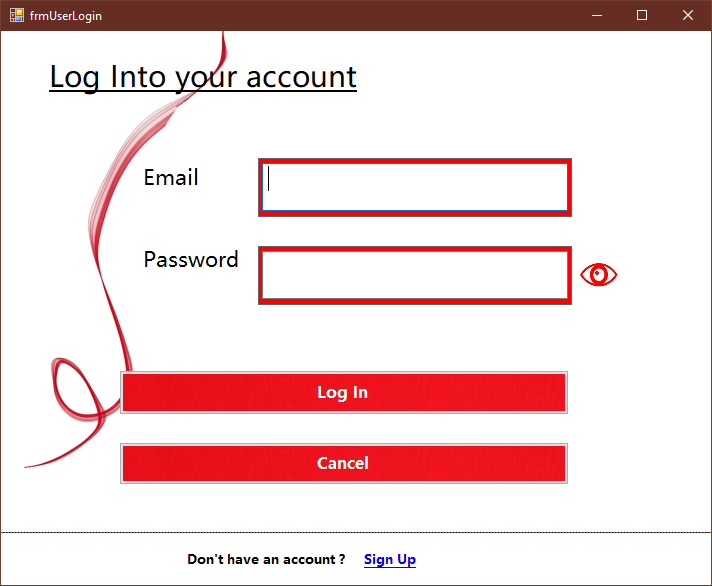 frmUserLogin
Log Into your account
Email
Password
Log In
Cancel
Don't have an account ? Sign Up